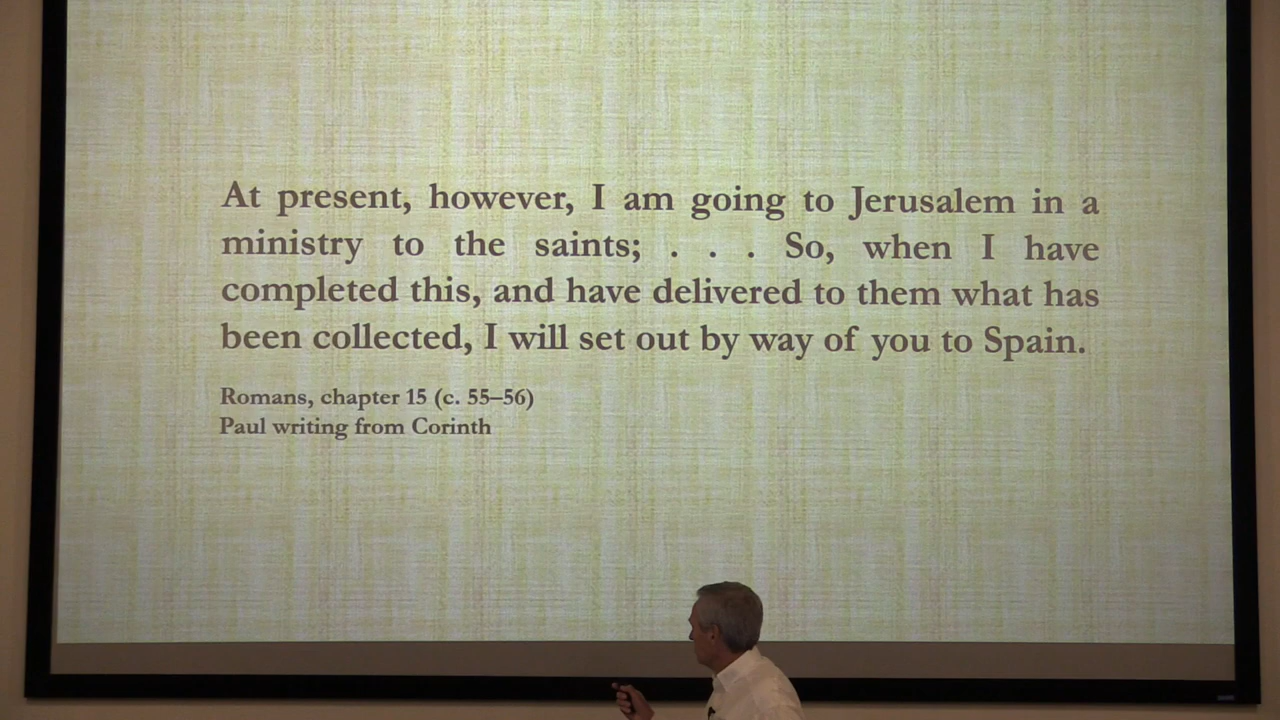 At present, however, I am going to Jerusalem in a
ministry to the saints; . . . So, when I have
completed this, and have delivered to them what has
been collected, I will set out by way of you to Spain.
Romans, chapter 15 (c. 55–56)
Paul writing from Corinth